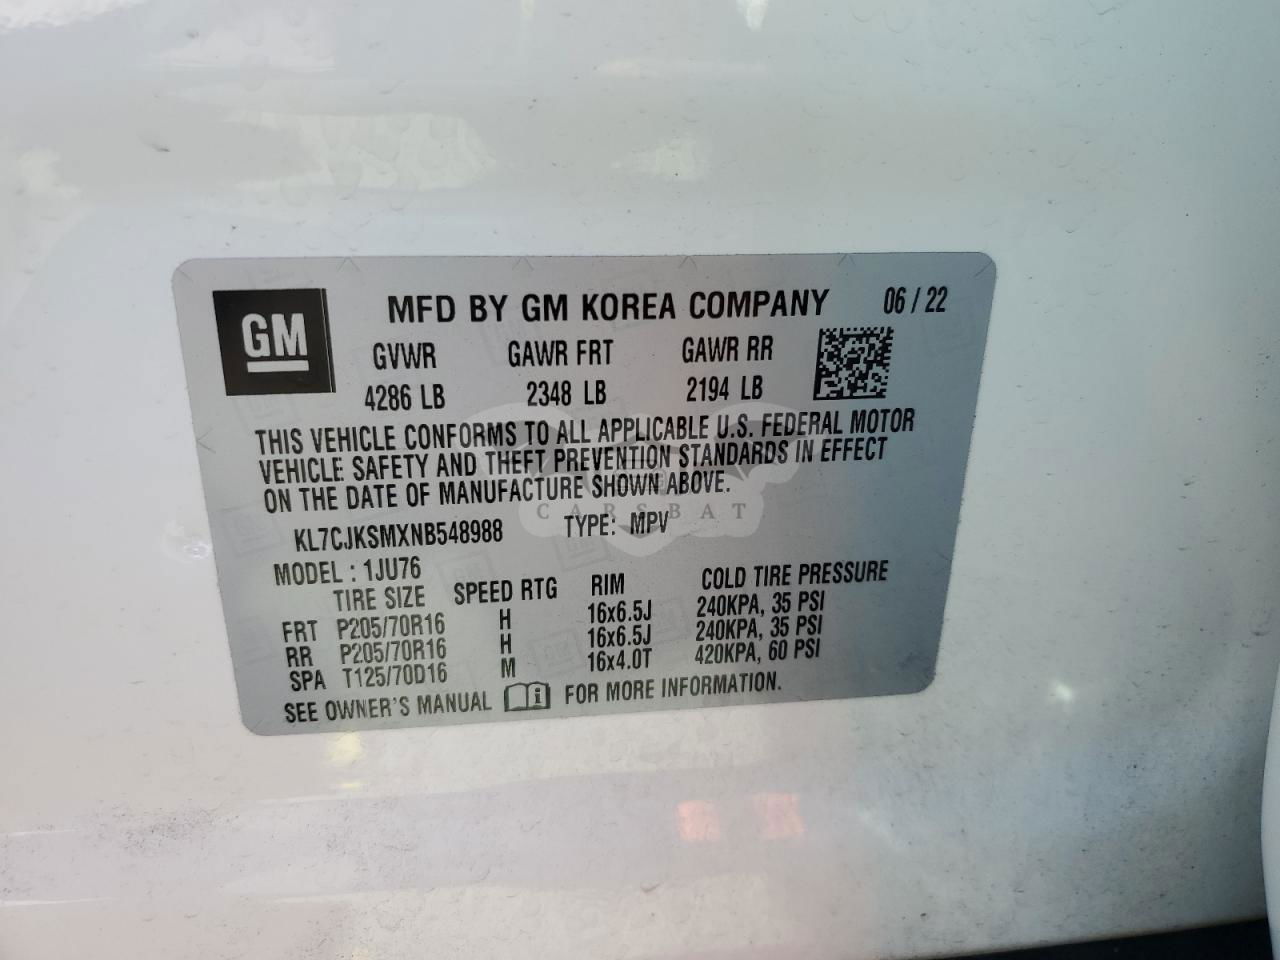 GM
MFD BY GM KOREA COMPANY 06 / 22
GVWR GAWR FRT GAWR RR
4286 LB 2348 LB 2194 LB
THIS VEHICLE CONFORMS TO ALL APPLICABLE U.S. FEDERAL MOTOR
VEHICLE SAFETY AND THEFT PREVENTION STANDARDS IN EFFECT
ON THE DATE OF MANUFACTURE SHOWN ABOVE.
CARSBAT
KL7CJKSMXNB548988 TYPE: MPV
MODEL : 1JU76
TIRE SIZE SPEED RTG RIM COLD TIRE PRESSURE
FRT P205/70R16 H 16x6.5J 240KPA, 35 PSI
RR P205/70R16 H 16x6.5J 240KPA, 35 PSI
SPA T125/70D16 M 16x4.0T 420KPA, 60 PSI
SEE OWNER'S MANUAL FOR MORE INFORMATION.